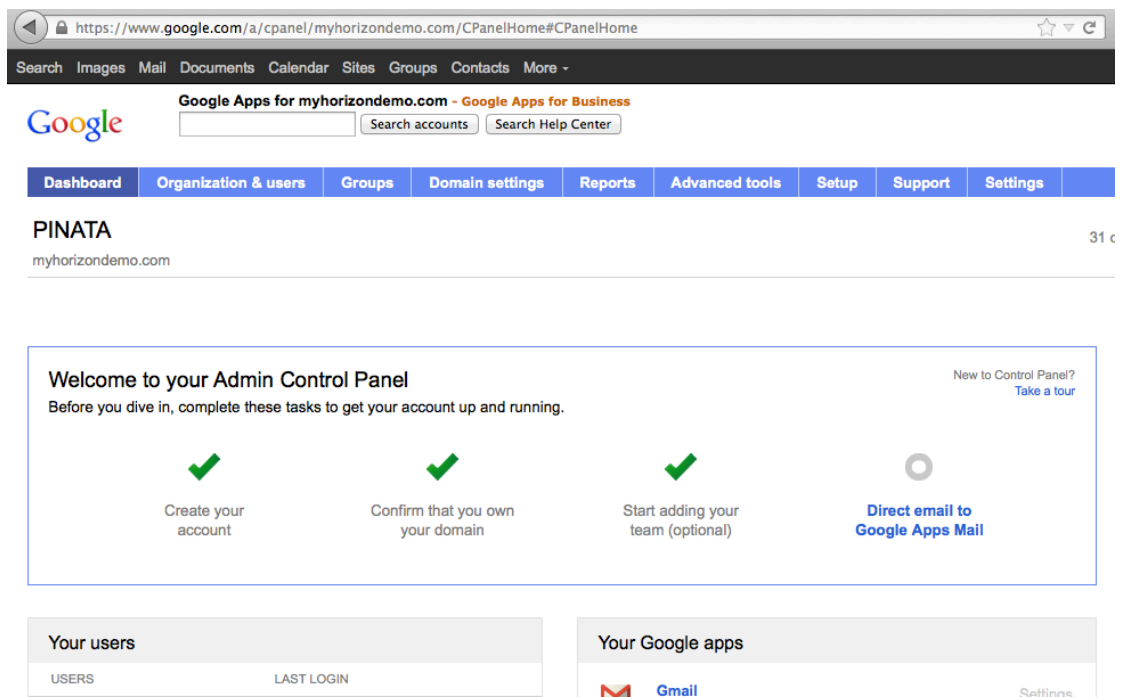 https://www.google.com/a/cpanel/myhorizondemo.com/CPanelHome#CPanelHome
Search Images Mail Documents Calendar Sites Groups Contacts More
Google Apps for myhorizondemo.com - Google Apps for Business
Google
Search accounts Search Help Center
Dashboard Organization & users Groups Domain settings Reports Advanced tools Setup Support Settings
PINATA
31
myhorizondemo.com
Welcome to your Admin Control Panel
New to Control Panel?
Take a tour
Before you dive in, complete these tasks to get your account up and running.
Create your
account
Confirm that you own
your domain
Start adding your
team (optional)
Direct email to
Google Apps Mail
Your users
USERS LAST LOGIN
Your Google apps
Gmail
Settings